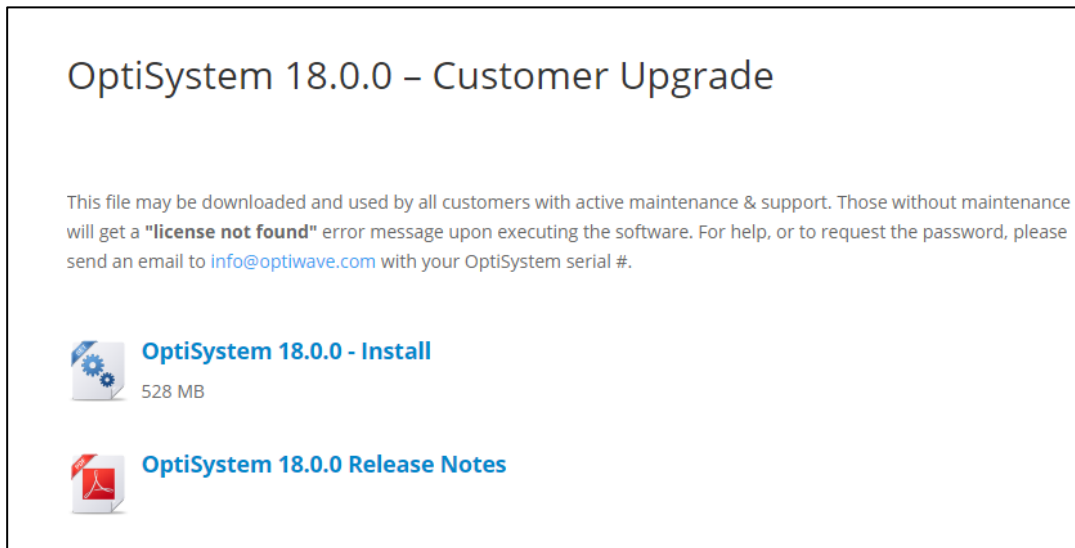 OptiSystem 18.0.0 – Customer Upgrade
This file may be downloaded and used by all customers with active maintenance & support. Those without maintenance
will get a "license not found" error message upon executing the software. For help, or to request the password, please
send an email to info@optiwave.com with your OptiSystem serial #.
OptiSystem 18.0.0 - Install
528 MB
PDF
OptiSystem 18.0.0 Release Notes